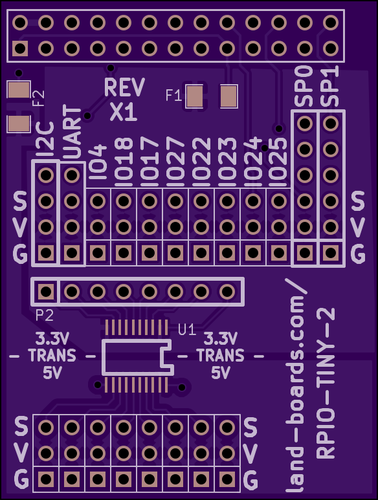 REV
X1
F1
F2
I2C
UART
IO4
IO18
IO17
IO27
IO22
IO23
IO24
IO25
SP0
SP1
S
V
G
S
V
G
P2
U1
- 3.3V -
TRANS
5V
- 3.3V -
TRANS
5V
S
V
G
S
V
G
land-boards.com/
RPIO-TINY-2